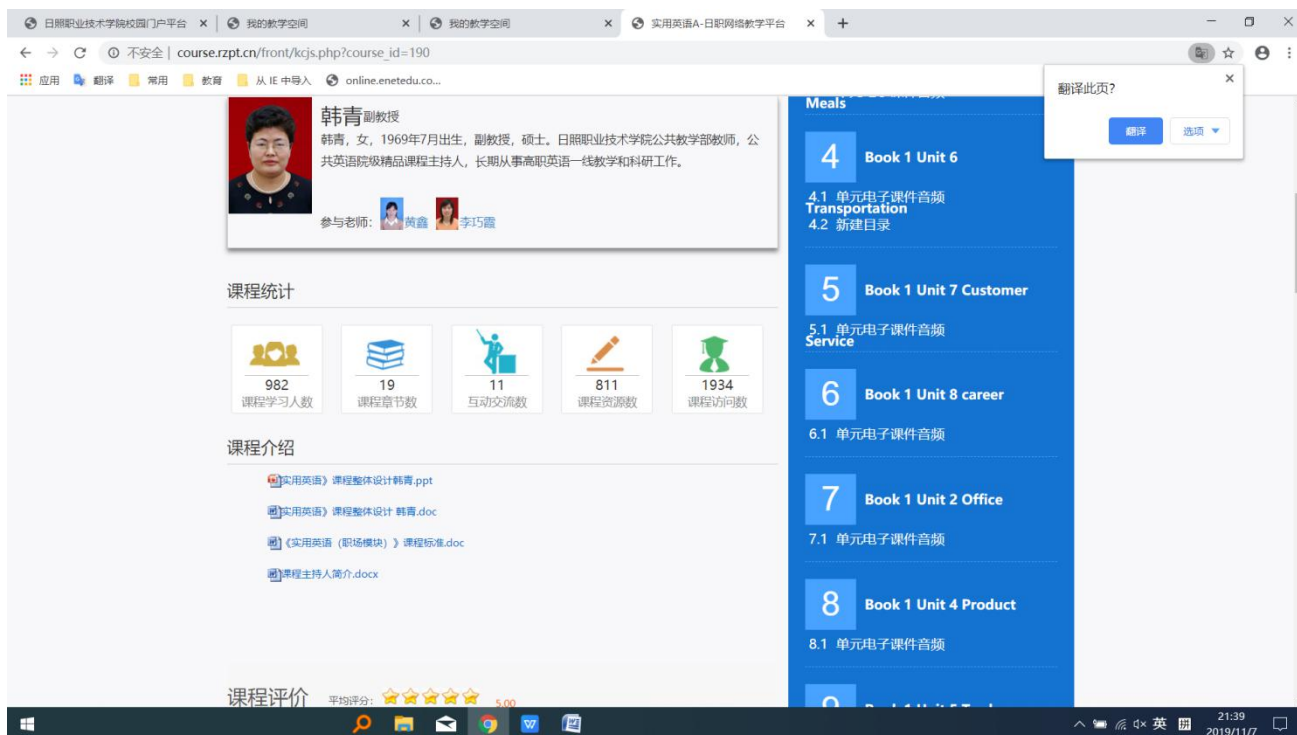 日照职业技术学院校园门户平台
我的教学空间
我的教学空间
实用英语A-日职网络教学平台
不安全 | course.rzpt.cn/front/kcjs.php?course_id=190
应用 翻译 常用 教育 从 IE 中导入 online.enetedu.co...
翻译此页?
翻译 选项
韩青副教授
韩青，女，1969年7月出生，副教授，硕士。日照职业技术学院公共教学部教师，公
共英语院级精品课程主持人，长期从事高职英语一线教学和科研工作。
参与老师: 黄鑫 李巧霞
课程统计
982
课程学习人数
19
课程章节数
11
互动交流数
811
课程资源数
1934
课程访问数
课程介绍
实用英语》课程整体设计韩青.ppt
实用英语》课程整体设计 韩青.doc
《实用英语（职场模块）》课程标准.doc
课程主持人简介.docx
课程评价 平均评分: 5.00
Meals
4 Book 1 Unit 6
4.1 单元电子课件音频
Transportation
4.2 新建目录
5 Book 1 Unit 7 Customer
5.1 单元电子课件音频
Service
6 Book 1 Unit 8 career
6.1 单元电子课件音频
7 Book 1 Unit 2 Office
7.1 单元电子课件音频
8 Book 1 Unit 4 Product
8.1 单元电子课件音频
英 拼
21:39
2019/11/7